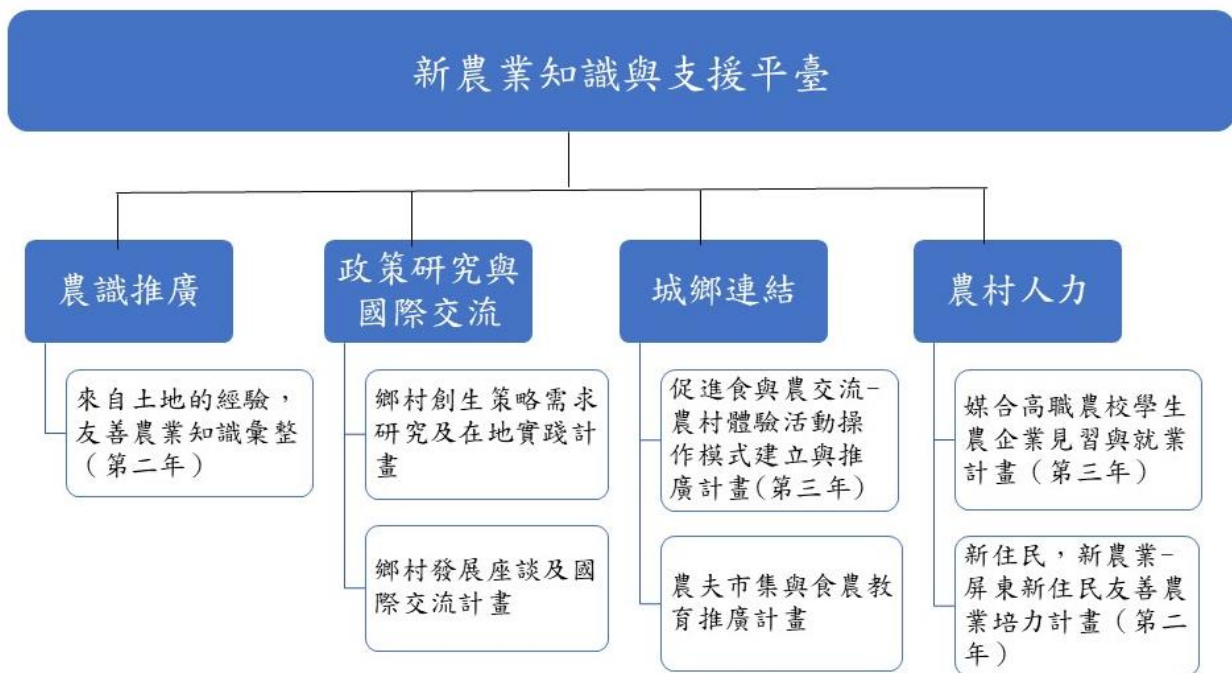 新農業知識與支援平臺
農識推廣
來自土地的經驗，
友善農業知識彙整
（第二年）
政策研究與
國際交流
鄉村創生策略需求
研究及在地實踐計
畫
鄉村發展座談及國
際交流計畫
城鄉連結
促進食與農交流-
農村體驗活動操
作模式建立與推
廣計畫(第三年)
農夫市集與食農教
育推廣計畫
農村人力
媒合高職農校學生
農企業見習與就業
計畫（第三年）
新住民，新農業-
屏東新住民友善農
業培力計畫（第二
年）